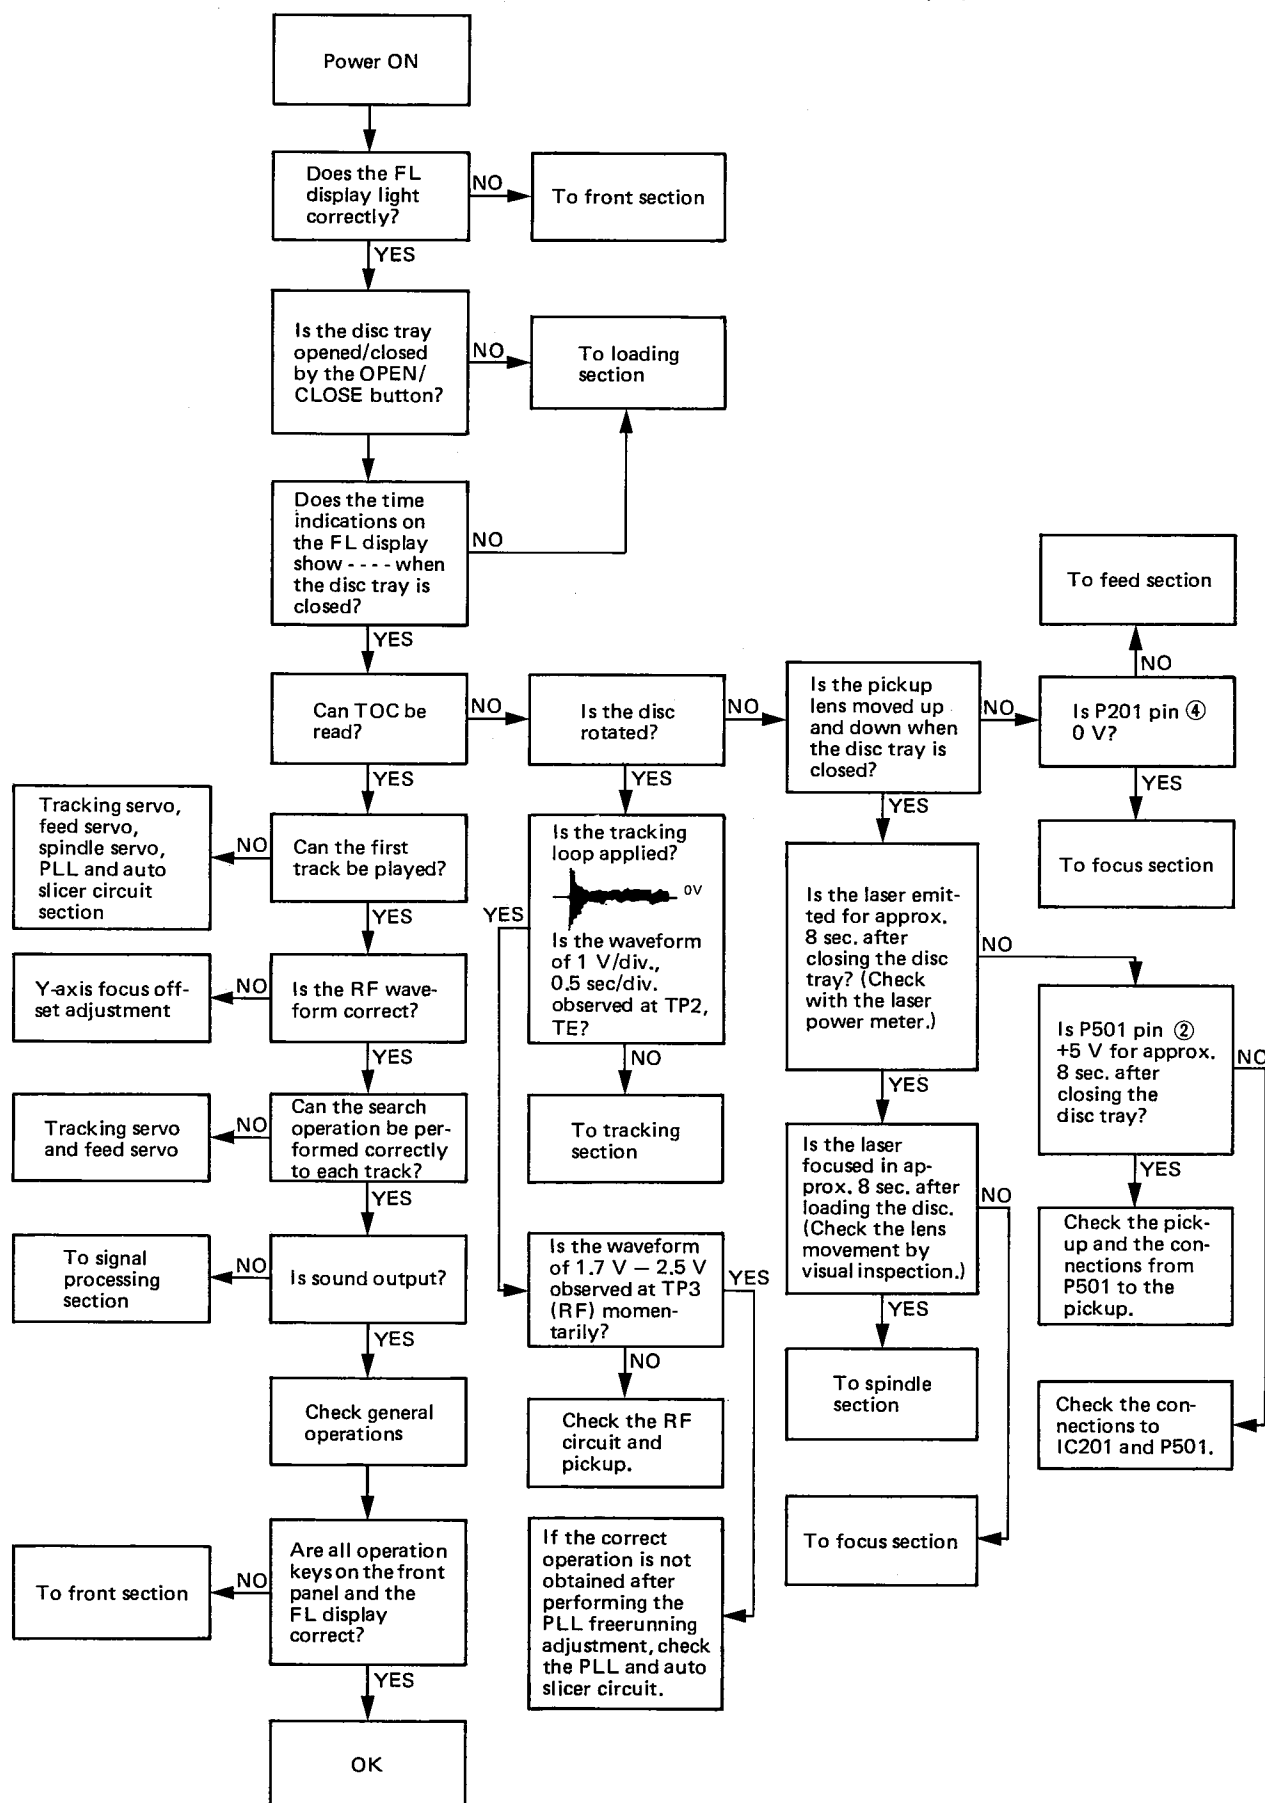 Power ON
Does the FL
display light
correctly?
NO
To front section
YES
Is the disc tray
opened/closed
by the OPEN/
CLOSE button?
NO
To loading
section
Does the time
indications on
the FL display
show - - - - when
the disc tray is
closed?
NO
YES
Can TOC be
read?
NO
Is the disc
rotated?
NO
Is the pickup
lens moved up
and down when
the disc tray is
closed?
NO
Is P201 pin ④
0 V?
NO
To feed section
YES
To focus section
YES
Can the first
track be played?
NO
Tracking servo,
feed servo,
spindle servo,
PLL and auto
slicer circuit
section
YES
Is the RF wave-
form correct?
NO
Y-axis focus off-
set adjustment
YES
Can the search
operation be per-
formed correctly
to each track?
NO
Tracking servo
and feed servo
YES
Is sound output?
NO
To signal
processing
section
YES
Check general
operations
Are all operation
keys on the front
panel and the
FL display
correct?
NO
To front section
YES
OK
YES
Is the tracking
loop applied?
0V
Is the waveform
of 1 V/div.,
0.5 sec/div.
observed at TP2,
TE?
YES
NO
To tracking
section
Is the waveform
of 1.7 V – 2.5 V
observed at TP3
(RF) momen-
tarily?
YES
NO
Check the RF
circuit and
pickup.
If the correct
operation is not
obtained after
performing the
PLL freerunning
adjustment, check
the PLL and auto
slicer circuit.
YES
Is the laser emit-
ted for approx.
8 sec. after
closing the disc
tray? (Check
with the laser
power meter.)
NO
Is P501 pin ②
+5 V for approx.
8 sec. after
closing the
disc tray?
NO
YES
Check the pick-
up and the con-
nections from
P501 to the
pickup.
Check the con-
nections to
IC201 and P501.
YES
Is the laser
focused in ap-
prox. 8 sec. after
loading the disc.
(Check the lens
movement by
visual inspection.)
NO
YES
To spindle
section
To focus section